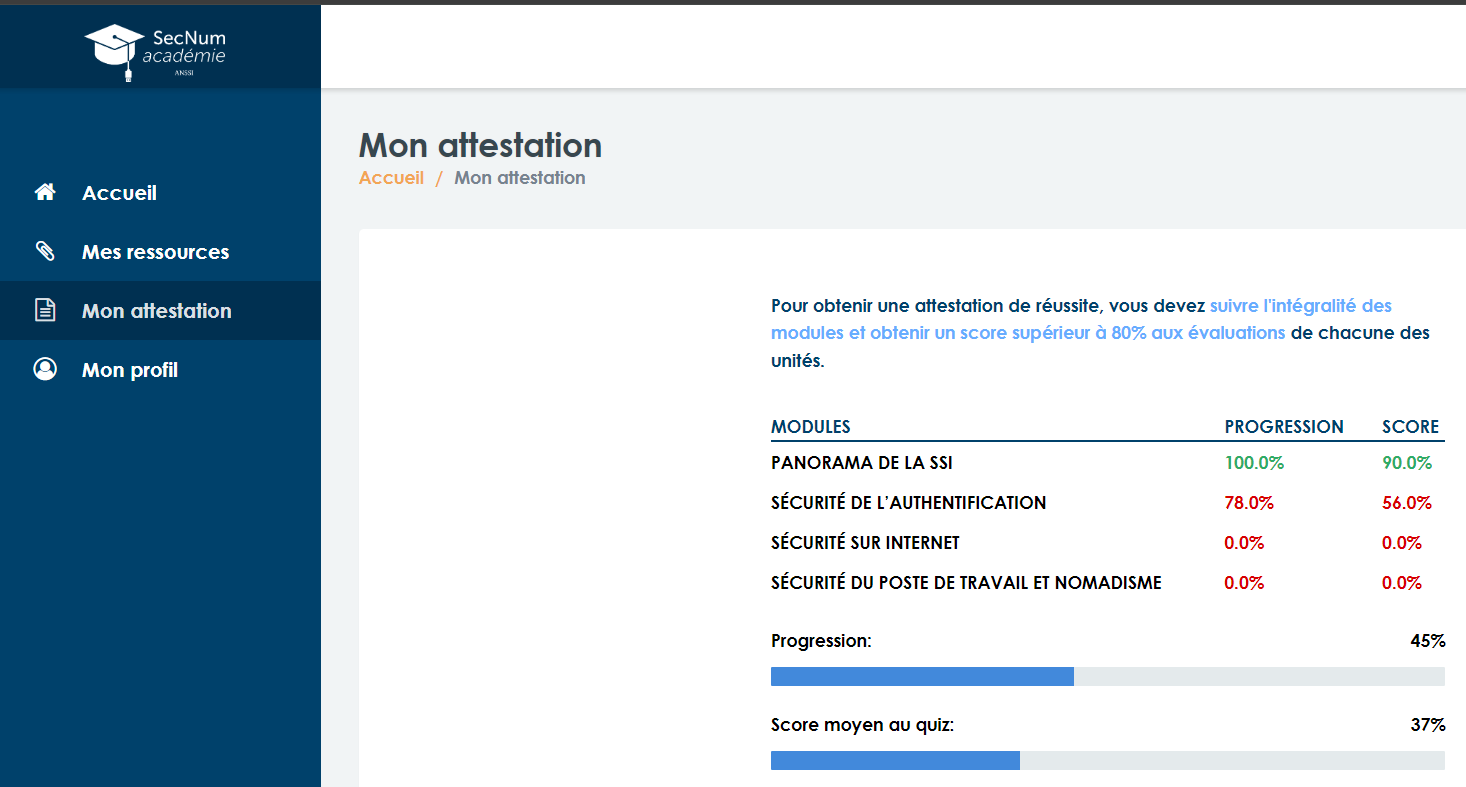 SecNum
académie
ANSSI
Accueil
Mes ressources
Mon attestation
Mon profil
Mon attestation
Accueil / Mon attestation
Pour obtenir une attestation de réussite, vous devez suivre l'intégralité des
modules et obtenir un score supérieur à 80% aux évaluations de chacune des
unités.
MODULES PROGRESSION SCORE
PANORAMA DE LA SSI 100.0% 90.0%
SÉCURITÉ DE L’AUTHENTIFICATION 78.0% 56.0%
SÉCURITÉ SUR INTERNET 0.0% 0.0%
SÉCURITÉ DU POSTE DE TRAVAIL ET NOMADISME 0.0% 0.0%
Progression: 45%
Score moyen au quiz: 37%